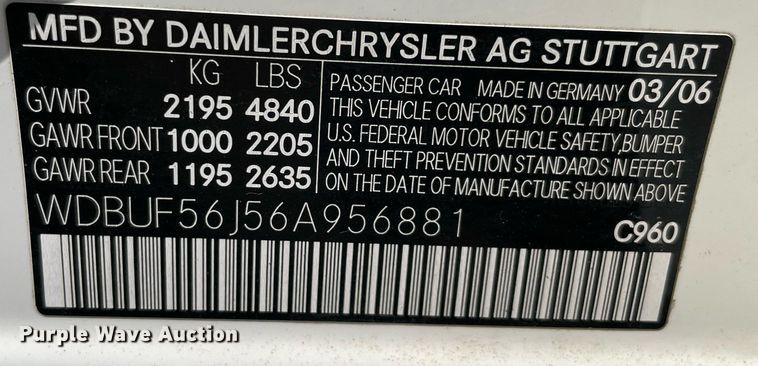 MFD BY DAIMLERCHRYSLER AG STUTTGART
KG LBS
GVWR 2195 4840
GAWR FRONT 1000 2205
GAWR REAR 1195 2635
PASSENGER CAR MADE IN GERMANY 03/06
THIS VEHICLE CONFORMS TO ALL APPLICABLE
U.S. FEDERAL MOTOR VEHICLE SAFETY,BUMPER
AND THEFT PREVENTION STANDARDS IN EFFECT
ON THE DATE OF MANUFACTURE SHOWN ABOVE
WDBUF56J56A956881
C960
Purple Wave Auction